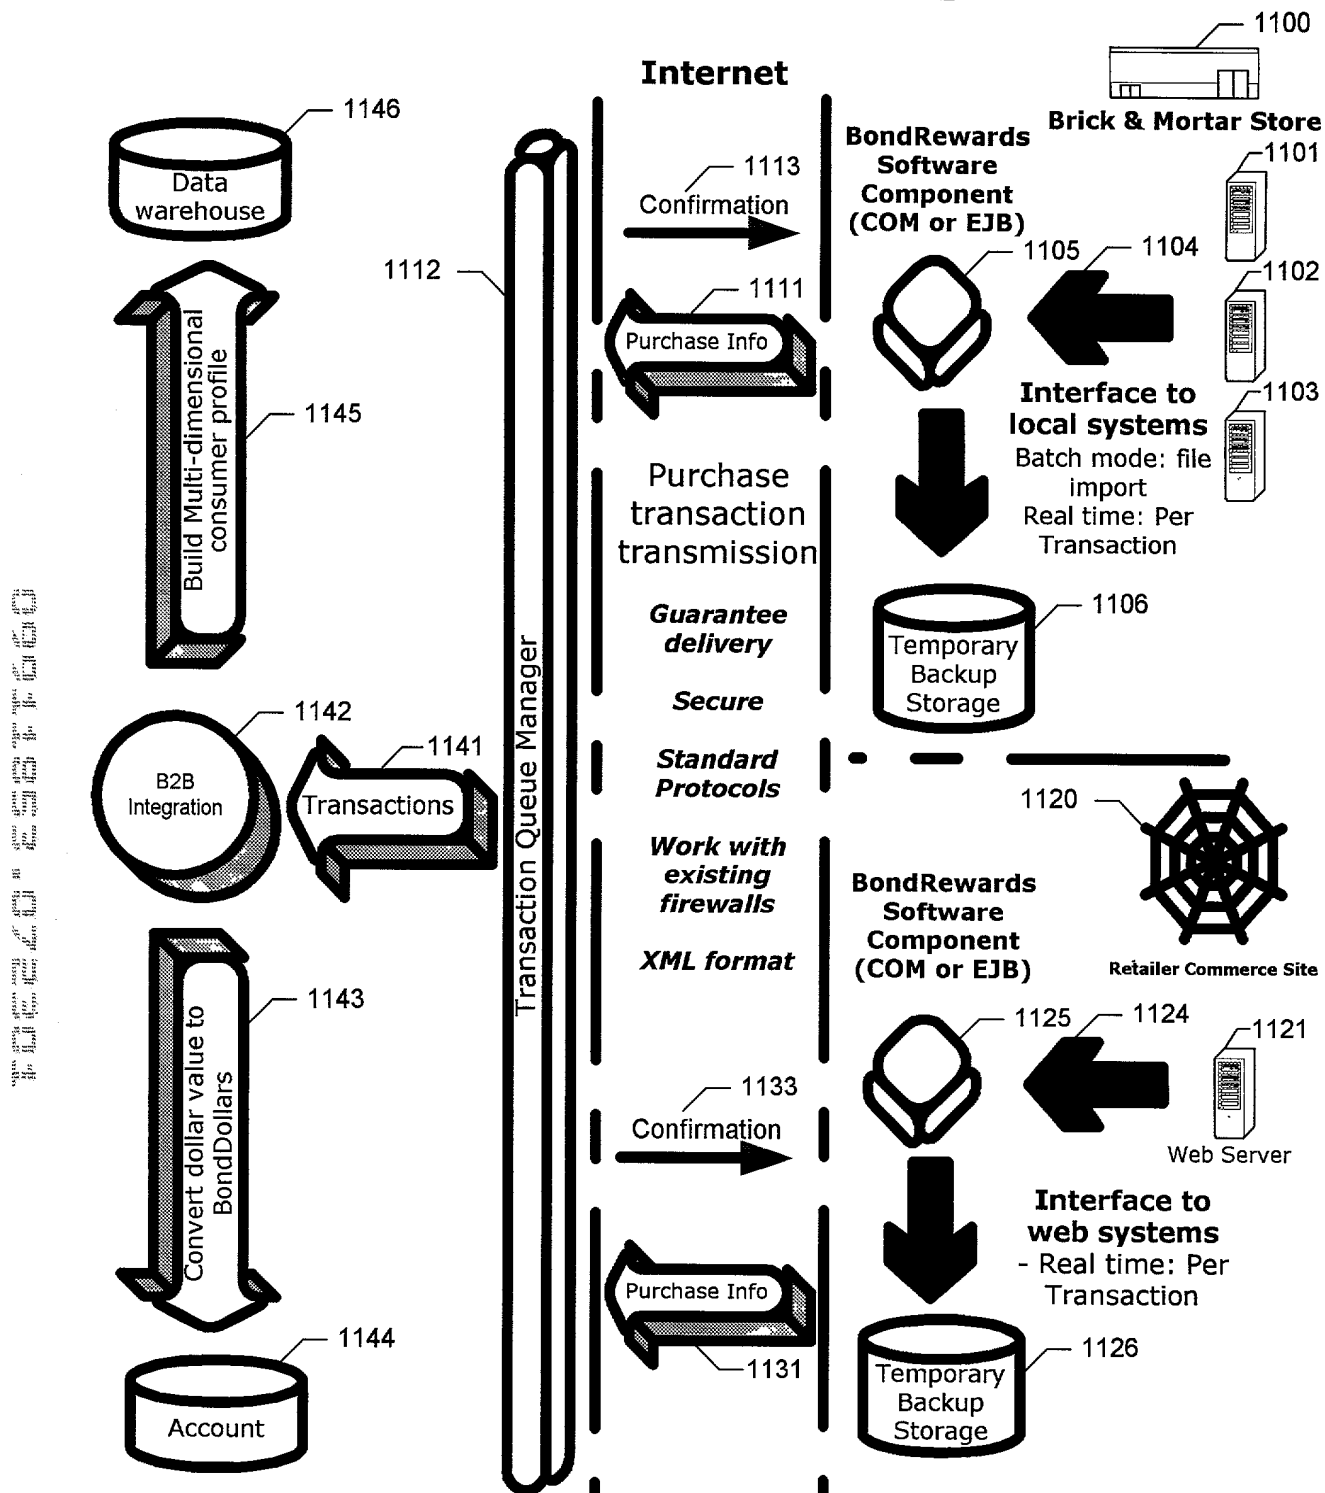 1100
Internet
Brick & Mortar Store
1146
Data
warehouse
1113
Confirmation
BondRewards
Software
Component
(COM or EJB)
1101
1105
1104
1102
1112
1111
Purchase Info
Interface to
local systems
Batch mode: file
import
Real time: Per
Transaction
1103
Build Multi-dimensional
consumer profile
1145
Purchase
transaction
transmission
Guarantee
delivery
Secure
Standard
Protocols
Work with
existing
firewalls
XML format
1106
Temporary
Backup
Storage
Transaction Queue Manager
1142
B2B
Integration
1141
Transactions
1120
Retailer Commerce Site
BondRewards
Software
Component
(COM or EJB)
1143
Convert dollar value to
BondDollars
1125
1124
1121
Web Server
1133
Confirmation
Interface to
web systems
- Real time: Per
Transaction
Purchase Info
1131
1144
Account
1126
Temporary
Backup
Storage